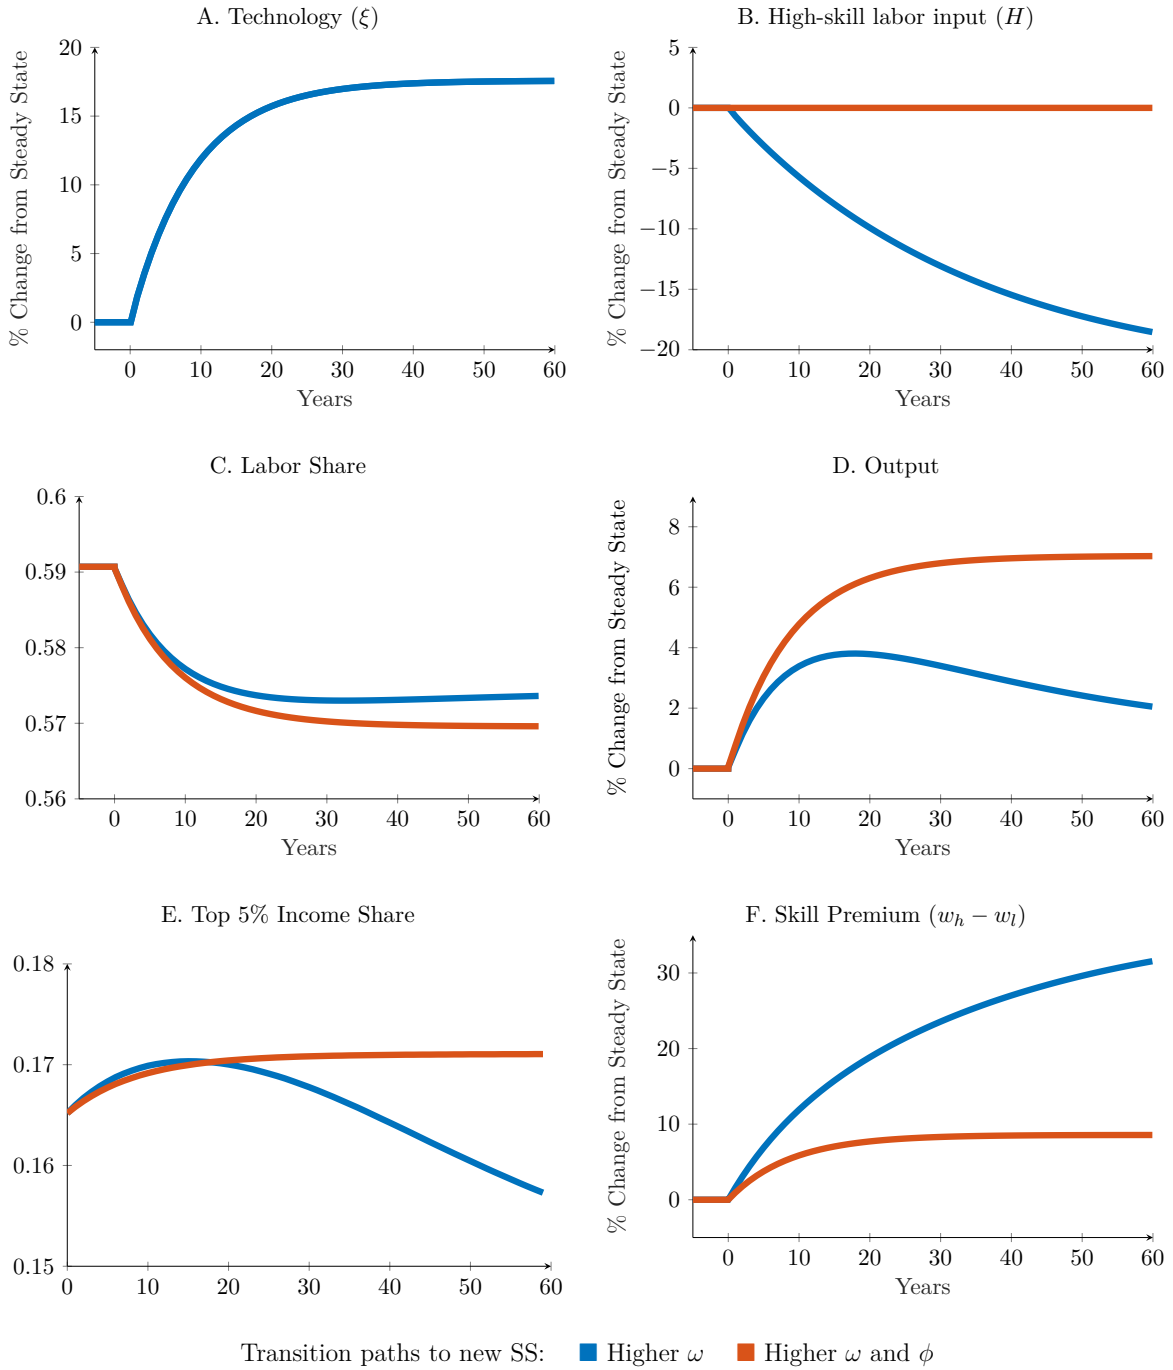 A. Technology (ξ)
% Change from Steady State
20
15
10
5
0
0 10 20 30 40 50 60
Years
B. High-skill labor input (H)
% Change from Steady State
5
0
−5
−10
−15
−20
0 10 20 30 40 50 60
Years
C. Labor Share
0.6
0.59
0.58
0.57
0.56
0 10 20 30 40 50 60
Years
D. Output
% Change from Steady State
8
6
4
2
0
0 10 20 30 40 50 60
Years
E. Top 5% Income Share
0.18
0.17
0.16
0.15
0 10 20 30 40 50 60
F. Skill Premium (w_h − w_l)
% Change from Steady State
30
20
10
0
0 10 20 30 40 50 60
Years
Transition paths to new SS: Higher ω Higher ω and ϕ